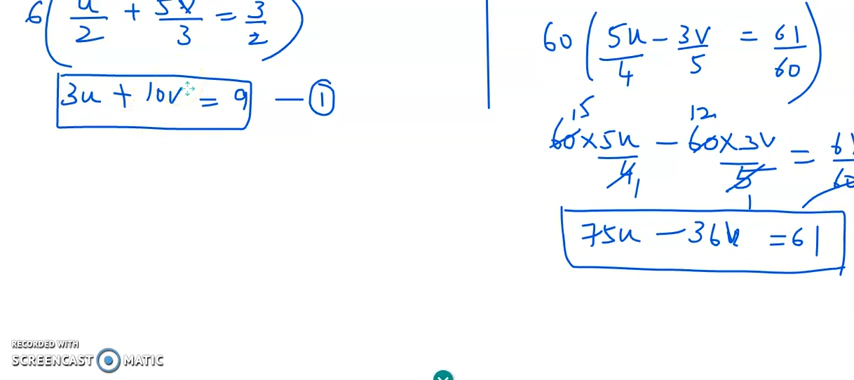 6( u/2 + 5v/3 = 3/2 )
3u + 10v = 9 — ①
60 ( 5u/4 − 3v/5 = 61/60 )
15 12
60×5u/4 1 − 60×3v/5 1 = 61/60
75u − 36v = 61
RECORDED WITH
SCREENCAST MATIC